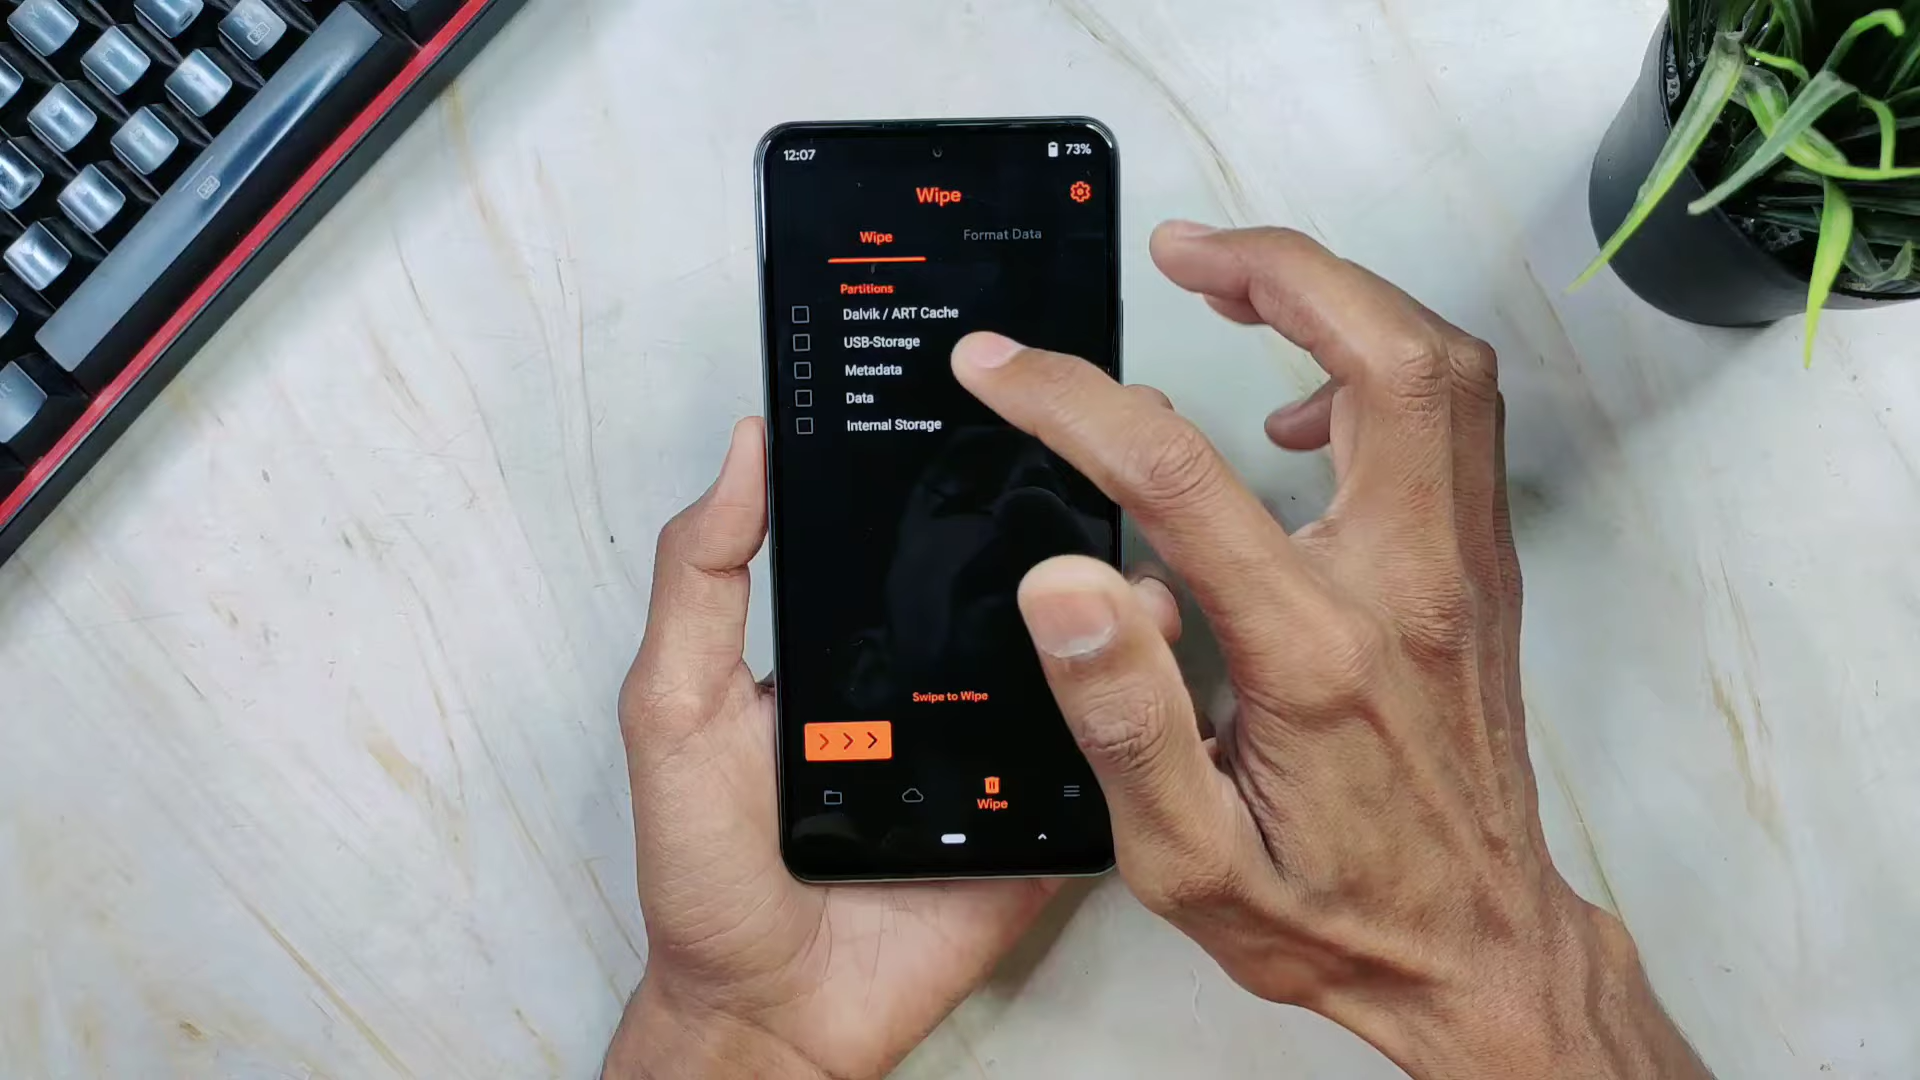 12:07
73%
Wipe
Wipe
Format Data
Partitions
Dalvik / ART Cache
USB-Storage
Metadata
Data
Internal Storage
Swipe to Wipe
Wipe